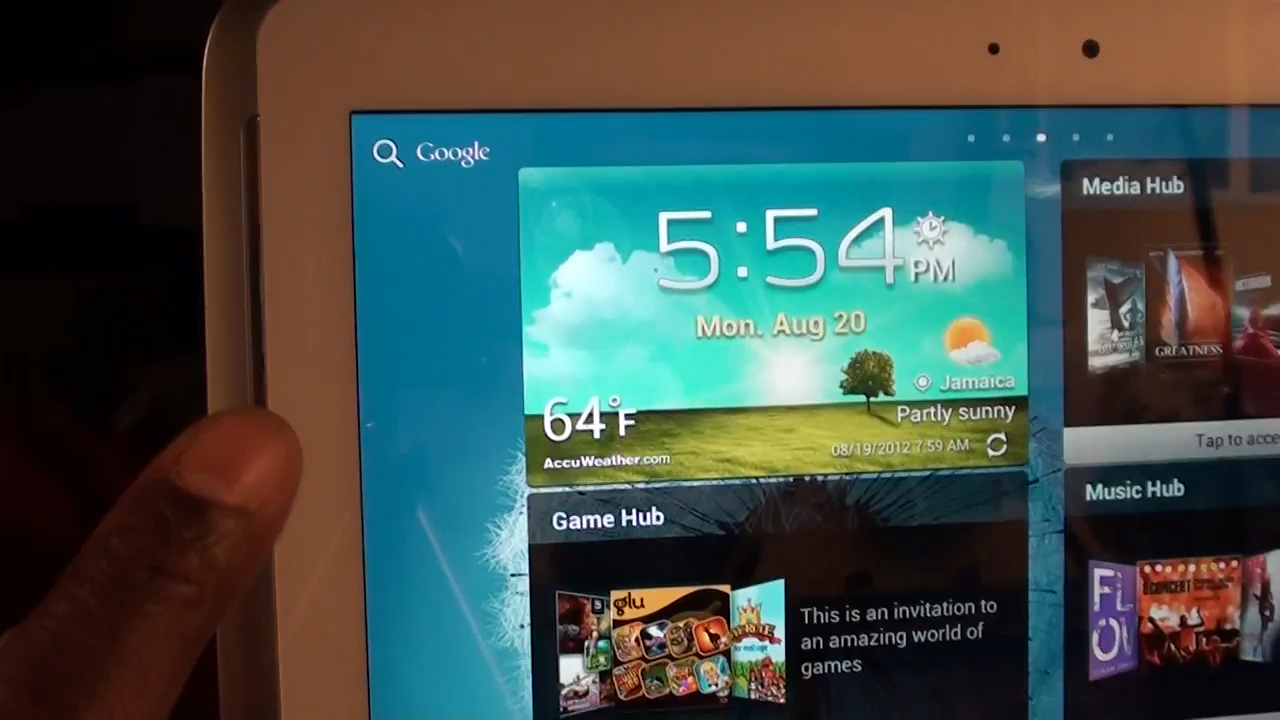 Google
5:54
PM
Mon. Aug 20
Jamaica
64°F
Partly sunny
08/19/2012 7:59 AM
AccuWeather.com
Media Hub
GREATNESS
Tap to acce
Game Hub
glu
This is an invitation to
an amazing world of
games
Music Hub
FL
CONCERT